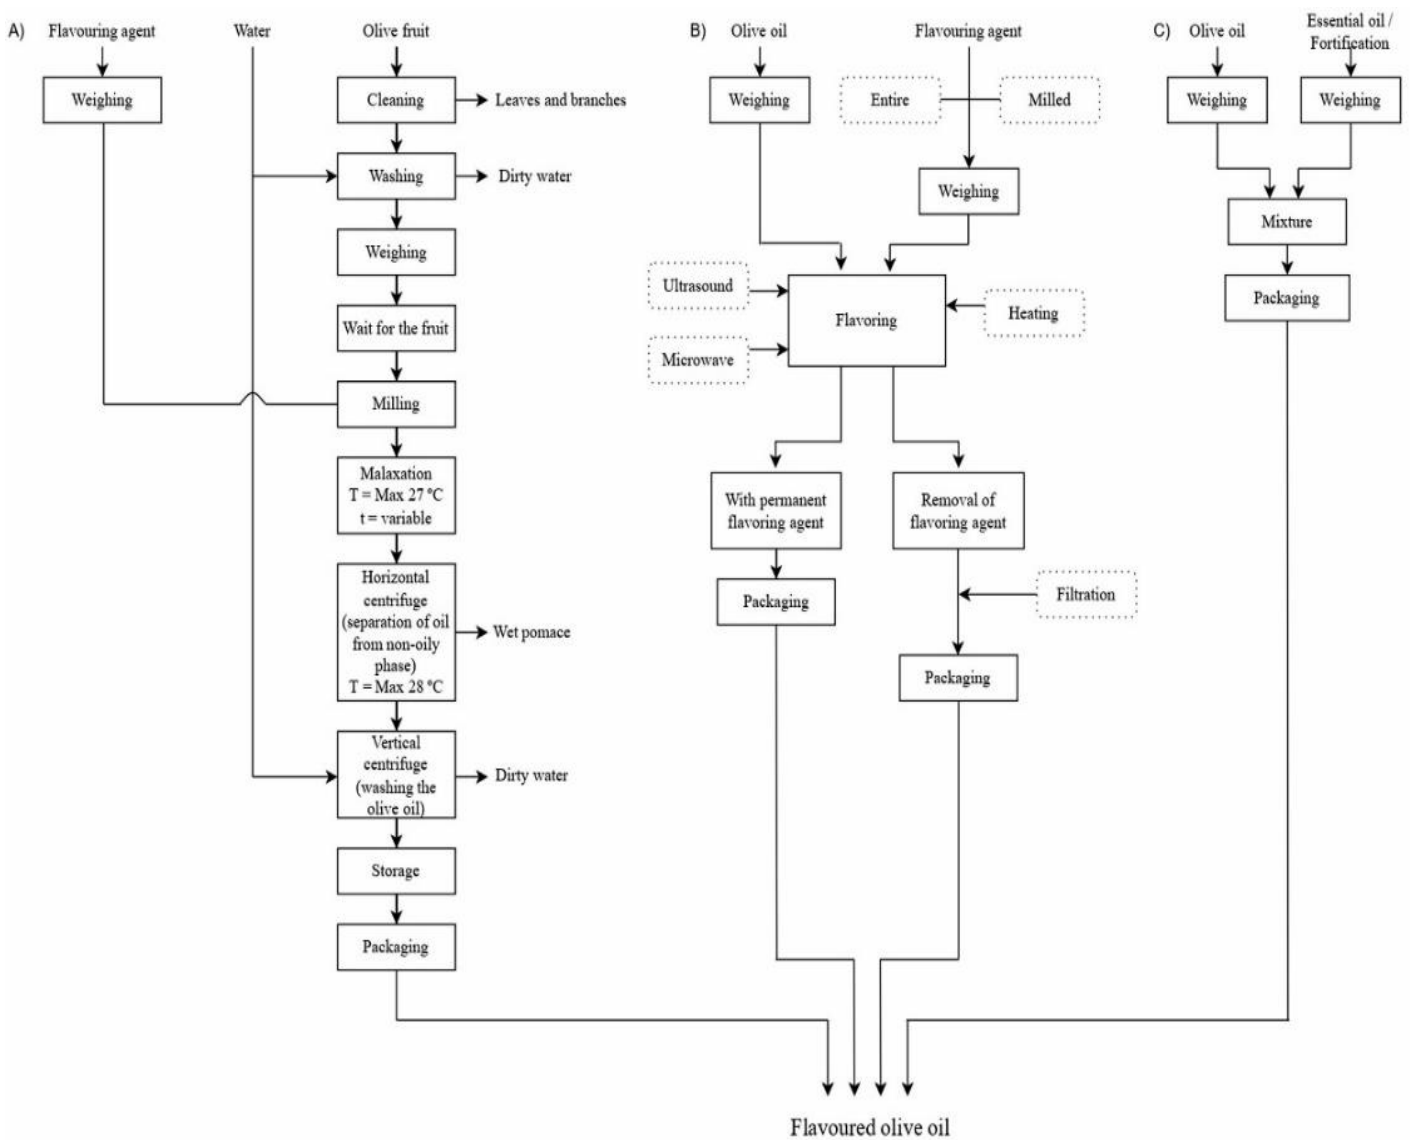 A)
Flavouring agent
Water
Olive fruit
Weighing
Cleaning
Leaves and branches
Washing
Dirty water
Weighing
Wait for the fruit
Milling
Malaxation
T = Max 27 °C
t = variable
Horizontal
centrifuge
(separation of oil
from non-oily
phase)
T = Max 28 °C
Wet pomace
Vertical
centrifuge
(washing the
olive oil)
Dirty water
Storage
Packaging
B)
Olive oil
Flavouring agent
Weighing
Entire
Milled
Weighing
Ultrasound
Microwave
Flavoring
Heating
With permanent
flavoring agent
Removal of
flavoring agent
Packaging
Filtration
Packaging
C)
Olive oil
Essential oil /
Fortification
Weighing
Weighing
Mixture
Packaging
Flavoured olive oil